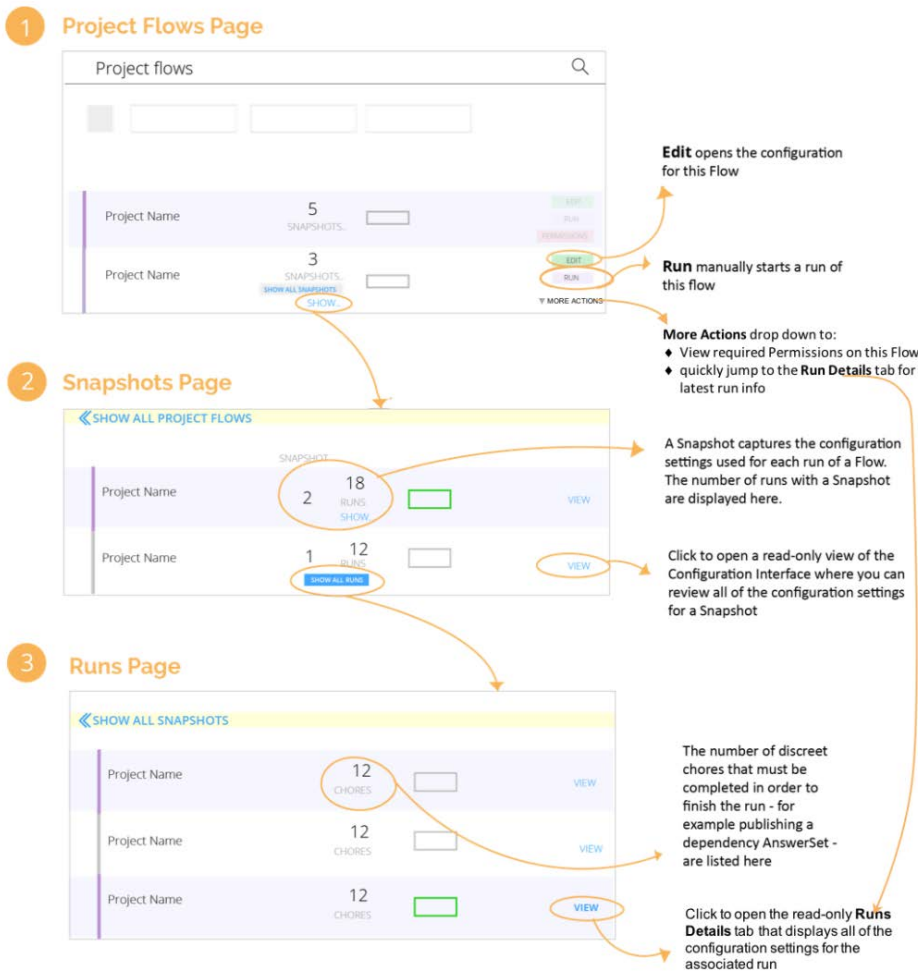 1 Project Flows Page
Project flows
Edit opens the configuration
for this Flow
Project Name
5
SNAPSHOTS..
EDIT
RUN
PERMISSIONS
Project Name
3
SNAPSHOTS..
SHOW ALL SNAPSHOTS
SHOW..
EDIT
RUN
▼ MORE ACTIONS
Run manually starts a run of
this flow
More Actions drop down to:
♦ View required Permissions on this Flow
♦ quickly jump to the Run Details tab for
latest run info
2 Snapshots Page
SHOW ALL PROJECT FLOWS
SNAPSHOT
Project Name
2
18
RUNS
SHOW
VIEW
A Snapshot captures the configuration
settings used for each run of a Flow.
The number of runs with a Snapshot
are displayed here.
Project Name
1
12
RUNS
SHOW ALL RUNS
VIEW
Click to open a read-only view of the
Configuration Interface where you can
review all of the configuration settings
for a Snapshot
3 Runs Page
SHOW ALL SNAPSHOTS
Project Name
12
CHORES
VIEW
Project Name
12
CHORES
VIEW
Project Name
12
CHORES
VIEW
The number of discreet
chores that must be
completed in order to
finish the run - for
example publishing a
dependency AnswerSet -
are listed here
Click to open the read-only Runs
Details tab that displays all of the
configuration settings for the
associated run